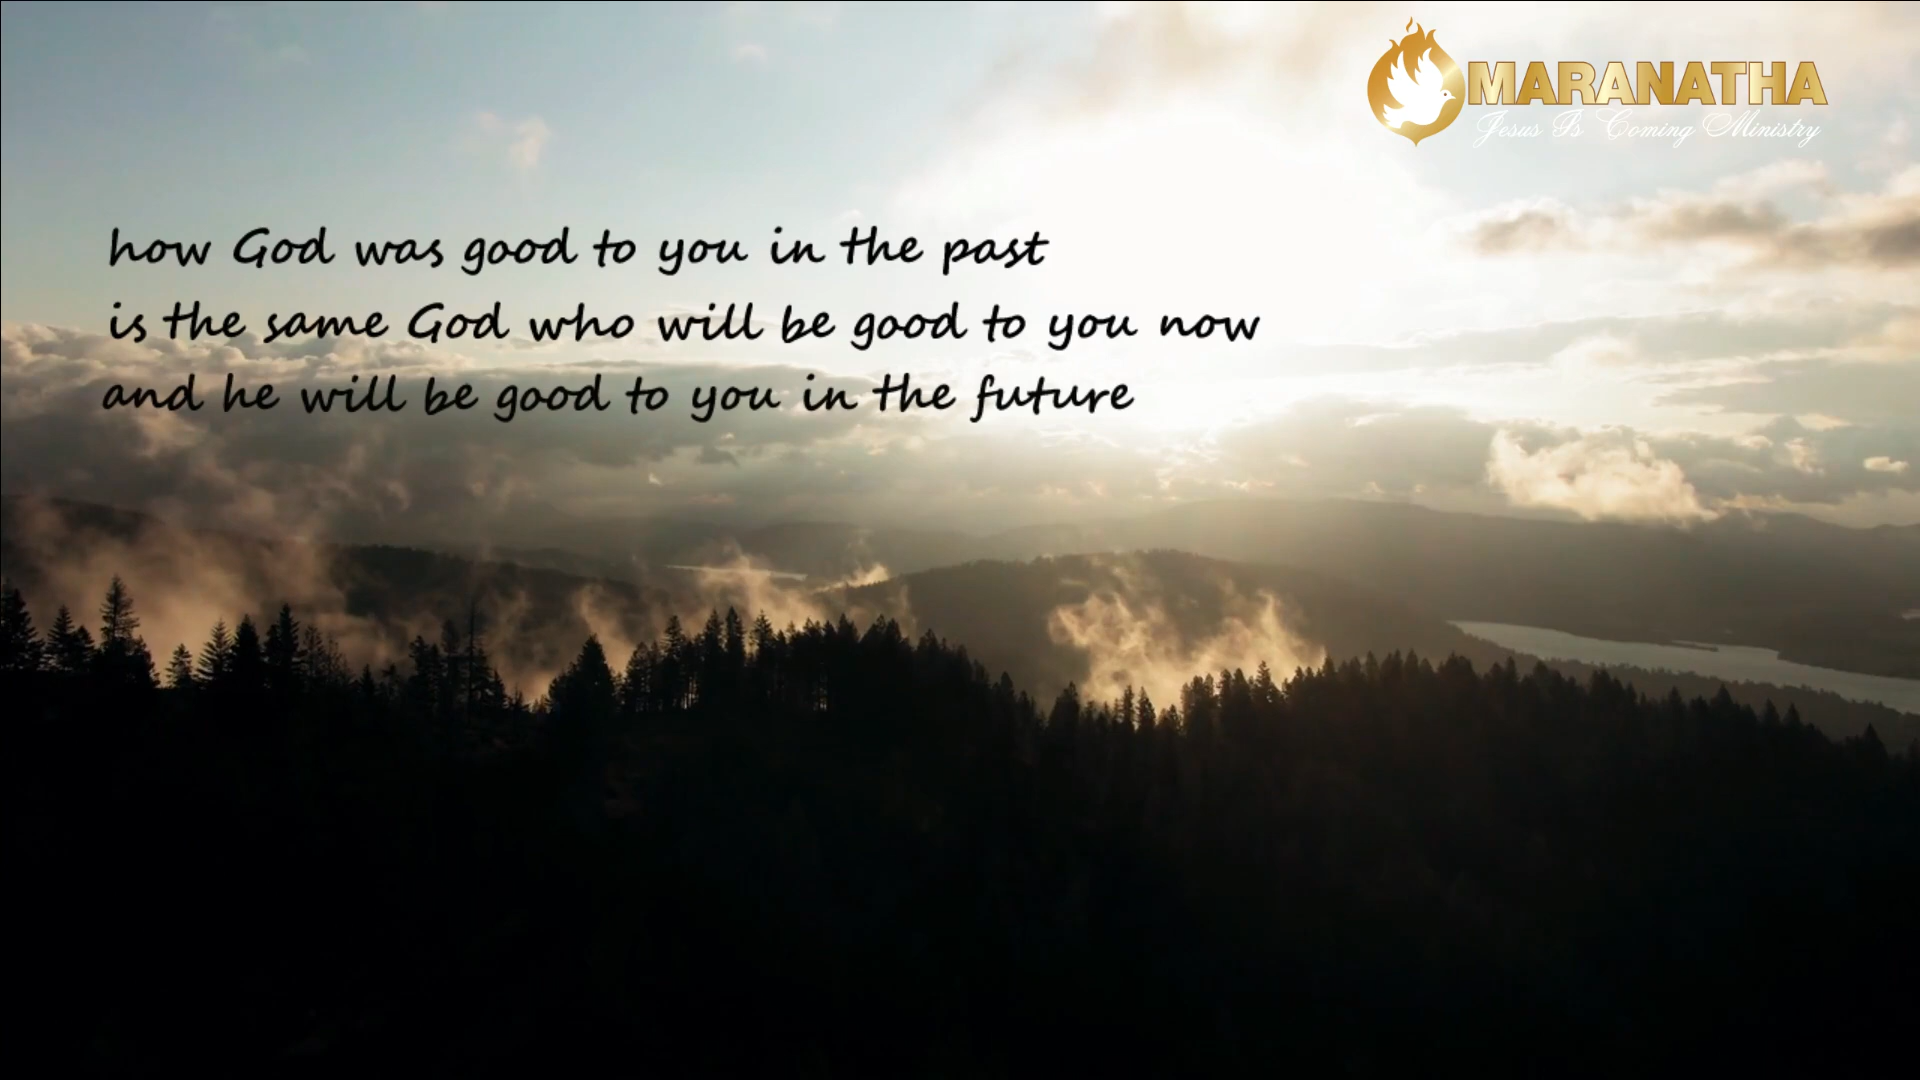 MARANATHA
Jesus Is Coming Ministry
how God was good to you in the past
is the same God who will be good to you now
and he will be good to you in the future